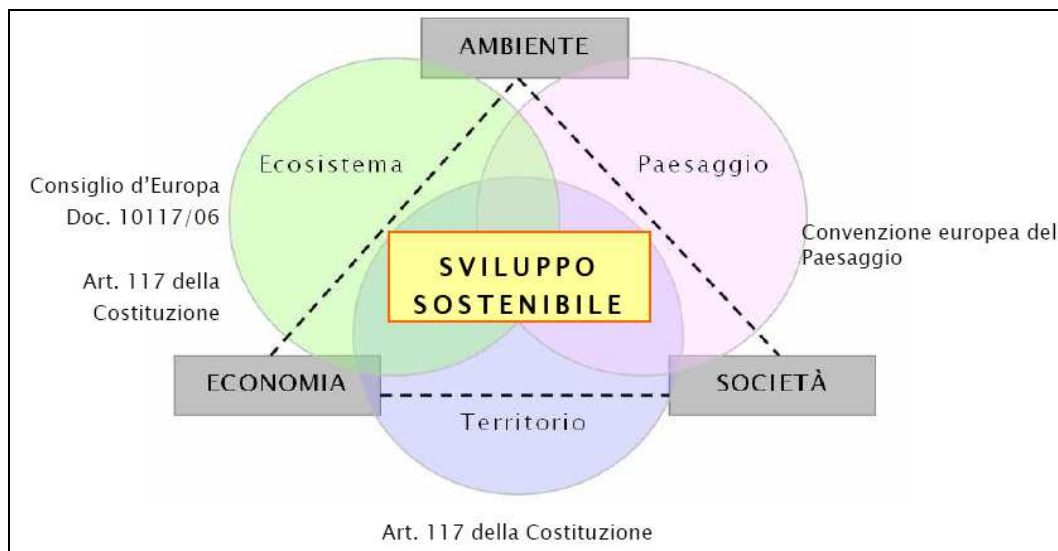 AMBIENTE
Ecosistema
Paesaggio
Consiglio d'Europa
Doc. 10117/06
Convenzione europea del
Paesaggio
SVILUPPO
SOSTENIBILE
Art. 117 della
Costituzione
ECONOMIA
SOCIETÀ
Territorio
Art. 117 della Costituzione